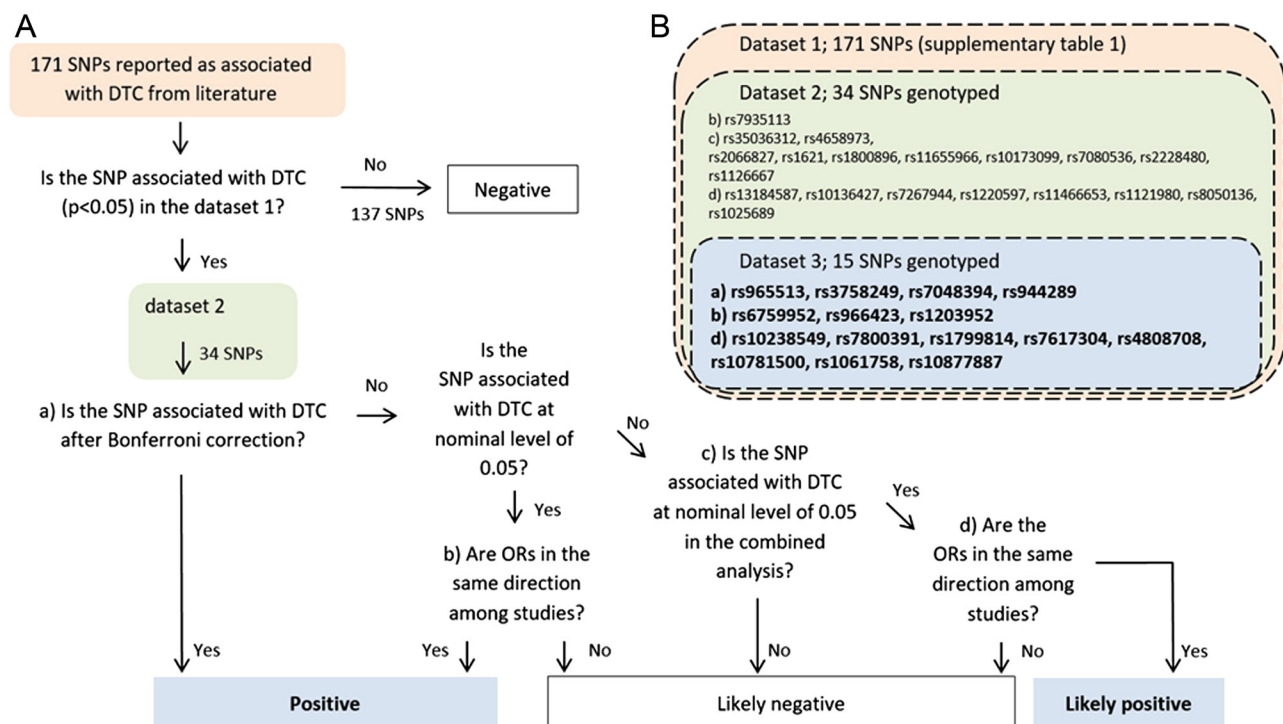 A
171 SNPs reported as associated
with DTC from literature
Is the SNP associated with DTC
(p<0.05) in the dataset 1?
No
137 SNPs
Negative
Yes
dataset 2
34 SNPs
a) Is the SNP associated with DTC
after Bonferroni correction?
No
Is the
SNP associated
with DTC at
nominal level of
0.05?
No
Yes
b) Are ORs in the
same direction
among studies?
c) Is the SNP
associated with DTC
at nominal level of 0.05
in the combined
analysis?
Yes
d) Are the
ORs in the same
direction among
studies?
Yes
Yes
No
No
No
Yes
Positive
Likely negative
Likely positive
B
Dataset 1; 171 SNPs (supplementary table 1)
Dataset 2; 34 SNPs genotyped
b) rs7935113
c) rs35036312, rs4658973,
rs2066827, rs1621, rs1800896, rs11655966, rs10173099, rs7080536, rs2228480,
rs1126667
d) rs13184587, rs10136427, rs7267944, rs1220597, rs11466653, rs1121980, rs8050136,
rs1025689
Dataset 3; 15 SNPs genotyped
a) rs965513, rs3758249, rs7048394, rs944289
b) rs6759952, rs966423, rs1203952
d) rs10238549, rs7800391, rs1799814, rs7617304, rs4808708,
rs10781500, rs1061758, rs10877887